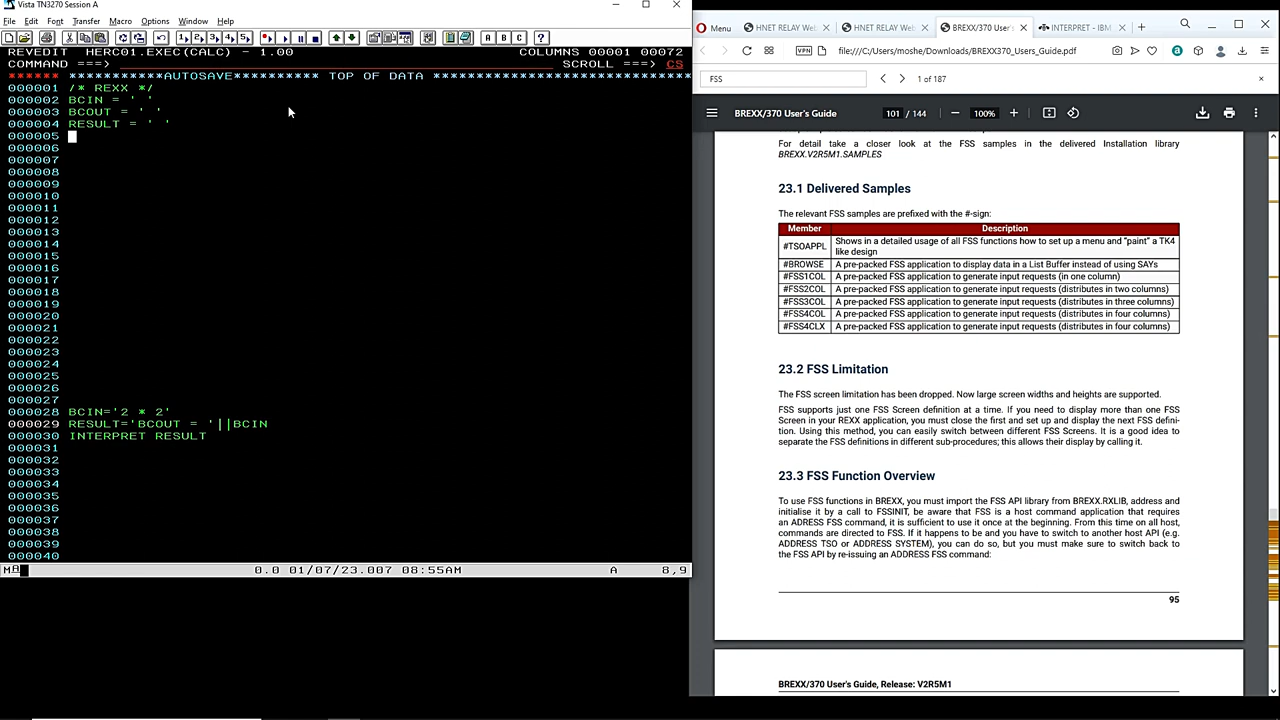 Vista TN3270 Session A
File Edit Font Transfer Macro Options Window Help
REVEDIT HERC01.EXEC(CALC) - 1.00 COLUMNS 00001 00072
COMMAND ===> SCROLL ===> CS
****** ************AUTOSAVE*********** TOP OF DATA *********************************
000001 /* REXX */
000002 BCIN = ' '
000003 BCOUT = ' '
000004 RESULT = ' '
000005
000006
000007
000008
000009
000010
000011
000012
000013
000014
000015
000016
000017
000018
000019
000020
000021
000022
000023
000024
000025
000026
000027
000028 BCIN='2 * 2'
000029 RESULT='BCOUT = '||BCIN
000030 INTERPRET RESULT
000031
000032
000033
000034
000035
000036
000037
000038
000039
000040
0.0 01/07/23.007 08:55AM A 8,9
Menu HNET RELAY Web HNET RELAY Web BREXX/370 User's INTERPRET - IBM
VPN file:///C:/Users/moshe/Downloads/BREXX370_Users_Guide.pdf
FSS 1 of 187
BREXX/370 User's Guide 101 / 144 100%
For detail take a closer look at the FSS samples in the delivered Installation library
BREXX.V2R5M1.SAMPLES
23.1 Delivered Samples
The relevant FSS samples are prefixed with the #-sign:
Member Description
#TSOAPPL Shows in a detailed usage of all FSS functions how to set up a menu and "paint" a TK4
like design
#BROWSE A pre-packed FSS application to display data in a List Buffer instead of using SAYs
#FSS1COL A pre-packed FSS application to generate input requests (in one column)
#FSS2COL A pre-packed FSS application to generate input requests (distributes in two columns)
#FSS3COL A pre-packed FSS application to generate input requests (distributes in three columns)
#FSS4COL A pre-packed FSS application to generate input requests (distributes in four columns)
#FSS4CLX A pre-packed FSS application to generate input requests (distributes in four columns)
23.2 FSS Limitation
The FSS screen limitation has been dropped. Now large screen widths and heights are supported.
FSS supports just one FSS Screen definition at a time. If you need to display more than one FSS
Screen in your REXX application, you must close the first and set up and display the next FSS defini-
tion. Using this method, you can easily switch between different FSS Screens. It is a good idea to
separate the FSS definitions in different sub-procedures; this allows their display by calling it.
23.3 FSS Function Overview
To use FSS functions in BREXX, you must import the FSS API library from BREXX.RXLIB, address and
initialise it by a call to FSSINIT, be aware that FSS is a host command application that requires
an ADRESS FSS command, it is sufficient to use it once at the beginning. From this time on all host,
commands are directed to FSS. If it happens to be and you have to switch to another host API (e.g.
ADDRESS TSO or ADDRESS SYSTEM), you can do so, but you must make sure to switch back to
the FSS API by re-issuing an ADDRESS FSS command:
95
BREXX/370 User's Guide, Release: V2R5M1